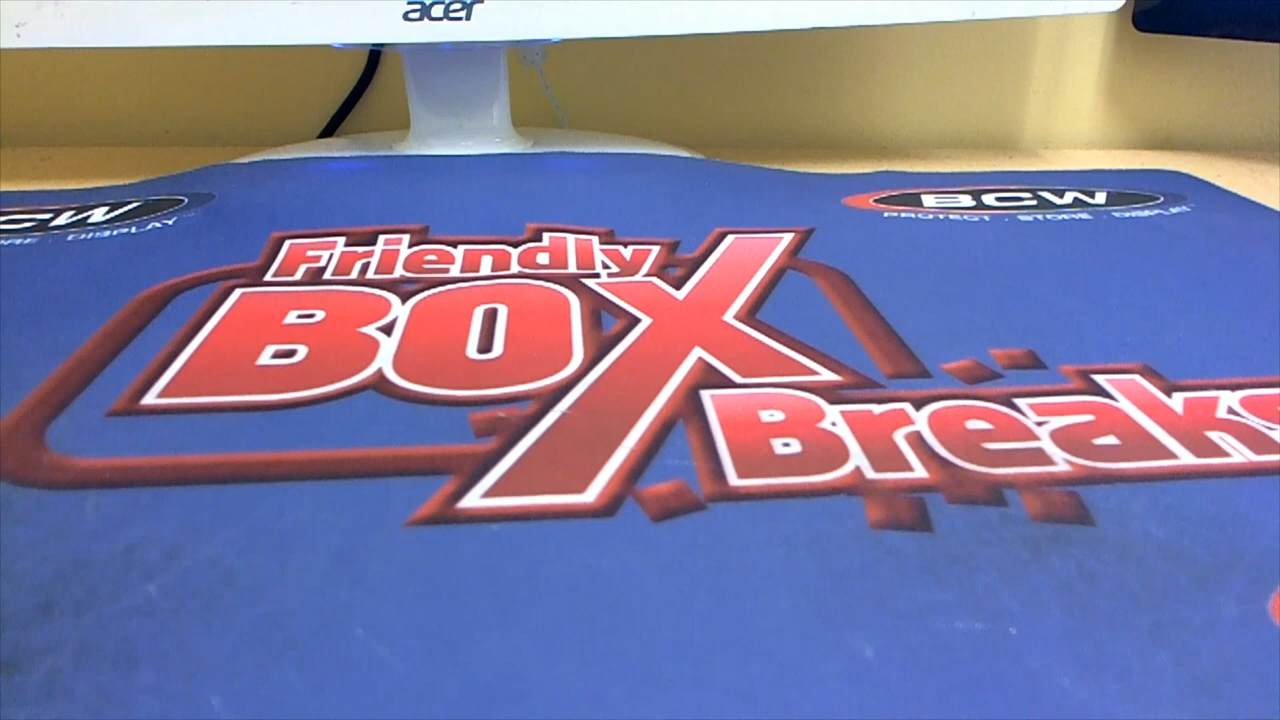 acer
BCW
DISPLAY
BCW
PROTECT · STORE · DISPLAY
Friendly
BOX
Breaks